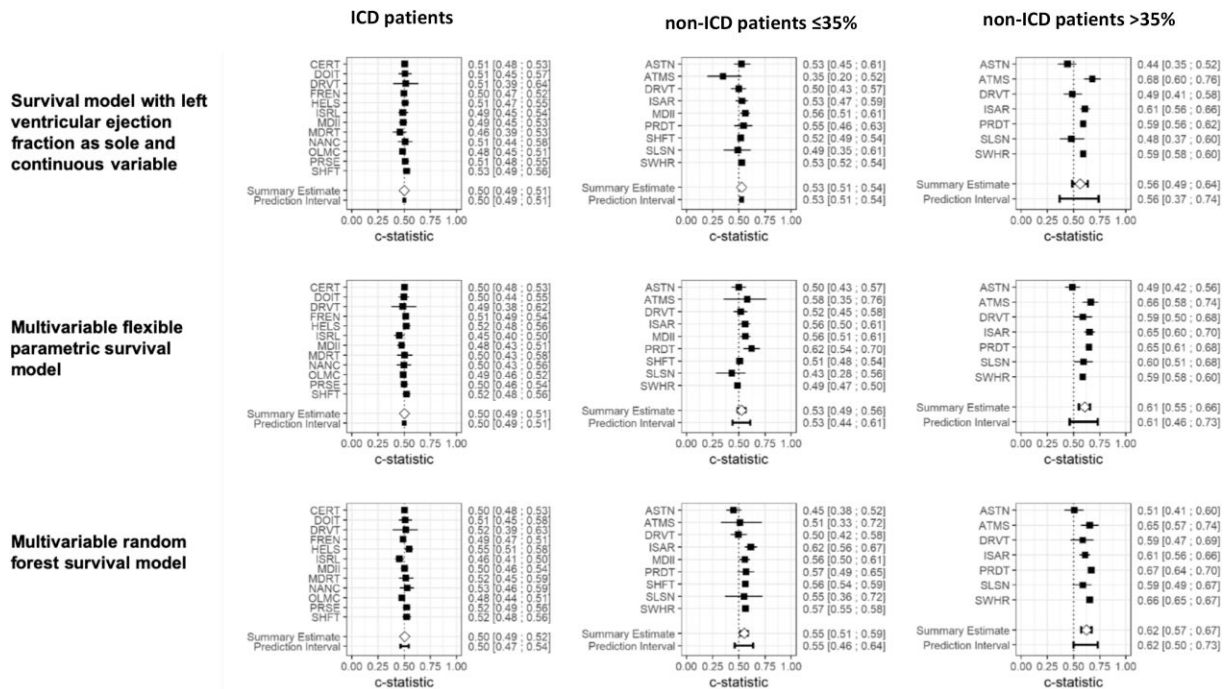 ICD patients
non-ICD patients ≤35%
non-ICD patients >35%
Survival model with left
ventricular ejection
fraction as sole and
continuous variable
CERT 0.51 [0.48 ; 0.53]
DOIT 0.51 [0.45 ; 0.57]
DRVT 0.51 [0.39 ; 0.64]
FREN 0.50 [0.47 ; 0.52]
HELS 0.51 [0.47 ; 0.55]
ISRL 0.49 [0.45 ; 0.54]
MDII 0.49 [0.45 ; 0.53]
MDRT 0.46 [0.39 ; 0.53]
NANC 0.51 [0.44 ; 0.58]
OLMC 0.48 [0.45 ; 0.51]
PRSE 0.51 [0.48 ; 0.55]
SHFT 0.53 [0.49 ; 0.56]
Summary Estimate 0.50 [0.49 ; 0.51]
Prediction Interval 0.50 [0.49 ; 0.51]
0.00 0.25 0.50 0.75 1.00
c-statistic
ASTN 0.53 [0.45 ; 0.61]
ATMS 0.35 [0.20 ; 0.52]
DRVT 0.50 [0.43 ; 0.57]
ISAR 0.53 [0.47 ; 0.59]
MDII 0.56 [0.51 ; 0.61]
PRDT 0.55 [0.46 ; 0.63]
SHFT 0.52 [0.49 ; 0.54]
SLSN 0.49 [0.35 ; 0.61]
SWHR 0.53 [0.52 ; 0.54]
Summary Estimate 0.53 [0.51 ; 0.54]
Prediction Interval 0.53 [0.51 ; 0.54]
0.00 0.25 0.50 0.75 1.00
c-statistic
ASTN 0.44 [0.35 ; 0.52]
ATMS 0.68 [0.60 ; 0.76]
DRVT 0.49 [0.41 ; 0.58]
ISAR 0.61 [0.56 ; 0.66]
PRDT 0.59 [0.56 ; 0.62]
SLSN 0.48 [0.37 ; 0.60]
SWHR 0.59 [0.58 ; 0.60]
Summary Estimate 0.56 [0.49 ; 0.64]
Prediction Interval 0.56 [0.37 ; 0.74]
0.00 0.25 0.50 0.75 1.00
c-statistic
Multivariable flexible
parametric survival
model
CERT 0.50 [0.48 ; 0.53]
DOIT 0.50 [0.44 ; 0.55]
DRVT 0.49 [0.38 ; 0.62]
FREN 0.51 [0.49 ; 0.54]
HELS 0.52 [0.48 ; 0.56]
ISRL 0.45 [0.40 ; 0.50]
MDII 0.48 [0.43 ; 0.51]
MDRT 0.50 [0.43 ; 0.58]
NANC 0.50 [0.43 ; 0.56]
OLMC 0.49 [0.46 ; 0.52]
PRSE 0.50 [0.46 ; 0.54]
SHFT 0.52 [0.48 ; 0.56]
Summary Estimate 0.50 [0.49 ; 0.51]
Prediction Interval 0.50 [0.49 ; 0.51]
0.00 0.25 0.50 0.75 1.00
c-statistic
ASTN 0.50 [0.43 ; 0.57]
ATMS 0.58 [0.35 ; 0.76]
DRVT 0.52 [0.45 ; 0.58]
ISAR 0.56 [0.50 ; 0.61]
MDII 0.56 [0.51 ; 0.61]
PRDT 0.62 [0.54 ; 0.70]
SHFT 0.51 [0.48 ; 0.54]
SLSN 0.43 [0.28 ; 0.56]
SWHR 0.49 [0.47 ; 0.50]
Summary Estimate 0.53 [0.49 ; 0.56]
Prediction Interval 0.53 [0.44 ; 0.61]
0.00 0.25 0.50 0.75 1.00
c-statistic
ASTN 0.49 [0.42 ; 0.56]
ATMS 0.66 [0.58 ; 0.74]
DRVT 0.59 [0.50 ; 0.68]
ISAR 0.65 [0.60 ; 0.70]
PRDT 0.65 [0.61 ; 0.68]
SLSN 0.60 [0.51 ; 0.68]
SWHR 0.59 [0.58 ; 0.60]
Summary Estimate 0.61 [0.55 ; 0.66]
Prediction Interval 0.61 [0.46 ; 0.73]
0.00 0.25 0.50 0.75 1.00
c-statistic
Multivariable random
forest survival model
CERT 0.50 [0.48 ; 0.53]
DOIT 0.51 [0.45 ; 0.58]
DRVT 0.52 [0.39 ; 0.63]
FREN 0.49 [0.47 ; 0.51]
HELS 0.55 [0.51 ; 0.58]
ISRL 0.46 [0.41 ; 0.50]
MDII 0.50 [0.46 ; 0.54]
MDRT 0.52 [0.45 ; 0.59]
NANC 0.53 [0.46 ; 0.59]
OLMC 0.48 [0.44 ; 0.51]
PRSE 0.52 [0.49 ; 0.56]
SHFT 0.52 [0.48 ; 0.56]
Summary Estimate 0.50 [0.49 ; 0.52]
Prediction Interval 0.50 [0.47 ; 0.54]
0.00 0.25 0.50 0.75 1.00
c-statistic
ASTN 0.45 [0.38 ; 0.52]
ATMS 0.51 [0.33 ; 0.72]
DRVT 0.50 [0.42 ; 0.58]
ISAR 0.62 [0.56 ; 0.67]
MDII 0.56 [0.50 ; 0.61]
PRDT 0.57 [0.49 ; 0.65]
SHFT 0.56 [0.54 ; 0.59]
SLSN 0.55 [0.36 ; 0.72]
SWHR 0.57 [0.55 ; 0.58]
Summary Estimate 0.55 [0.51 ; 0.59]
Prediction Interval 0.55 [0.46 ; 0.64]
0.00 0.25 0.50 0.75 1.00
c-statistic
ASTN 0.51 [0.41 ; 0.60]
ATMS 0.65 [0.57 ; 0.74]
DRVT 0.59 [0.47 ; 0.69]
ISAR 0.61 [0.56 ; 0.66]
PRDT 0.67 [0.64 ; 0.70]
SLSN 0.59 [0.49 ; 0.67]
SWHR 0.66 [0.65 ; 0.67]
Summary Estimate 0.62 [0.57 ; 0.67]
Prediction Interval 0.62 [0.50 ; 0.73]
0.00 0.25 0.50 0.75 1.00
c-statistic